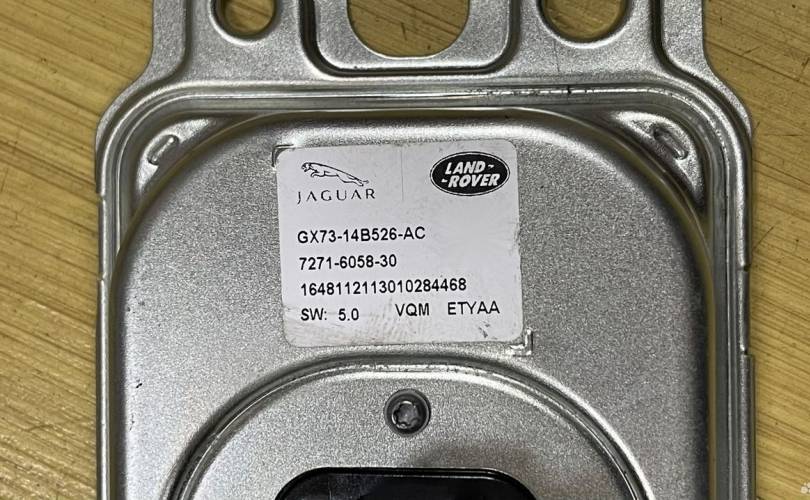 JAGUAR
LAND-
-ROVER
GX73-14B526-AC
7271-6058-30
1648112113010284468
SW: 5.0 VQM ETYAA